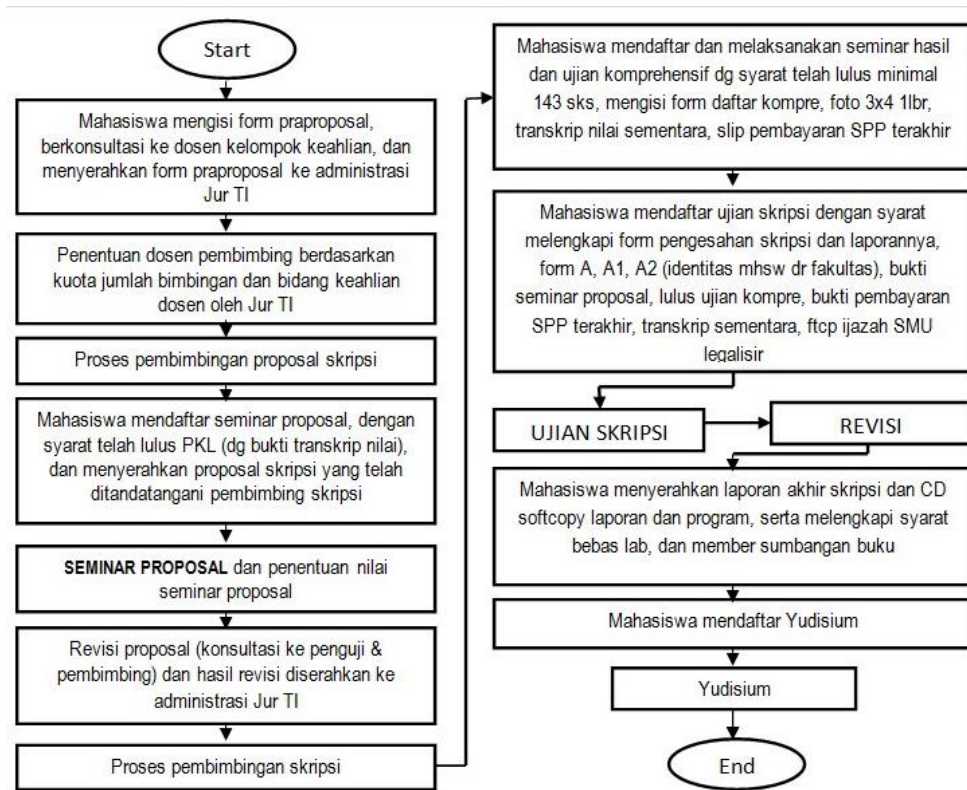 Start
Mahasiswa mengisi form praproposal,
berkonsultasi ke dosen kelompok keahlian, dan
menyerahkan form praproposal ke administrasi
Jur TI
Penentuan dosen pembimbing berdasarkan
kuota jumlah bimbingan dan bidang keahlian
dosen oleh Jur TI
Proses pembimbingan proposal skripsi
Mahasiswa mendaftar seminar proposal, dengan
syarat telah lulus PKL (dg bukti transkrip nilai),
dan menyerahkan proposal skripsi yang telah
ditandatangani pembimbing skripsi
SEMINAR PROPOSAL dan penentuan nilai
seminar proposal
Revisi proposal (konsultasi ke penguji &
pembimbing) dan hasil revisi diserahkan ke
administrasi Jur TI
Proses pembimbingan skripsi
Mahasiswa mendaftar dan melaksanakan seminar hasil
dan ujian komprehensif dg syarat telah lulus minimal
143 sks, mengisi form daftar kompre, foto 3x4 1lbr,
transkrip nilai sementara, slip pembayaran SPP terakhir
Mahasiswa mendaftar ujian skripsi dengan syarat
melengkapi form pengesahan skripsi dan laporannya,
form A, A1, A2 (identitas mhsw dr fakultas), bukti
seminar proposal, lulus ujian kompre, bukti pembayaran
SPP terakhir, transkrip sementara, ftcp ijazah SMU
legalisir
UJIAN SKRIPSI
REVISI
Mahasiswa menyerahkan laporan akhir skripsi dan CD
softcopy laporan dan program, serta melengkapi syarat
bebas lab, dan member sumbangan buku
Mahasiswa mendaftar Yudisium
Yudisium
End